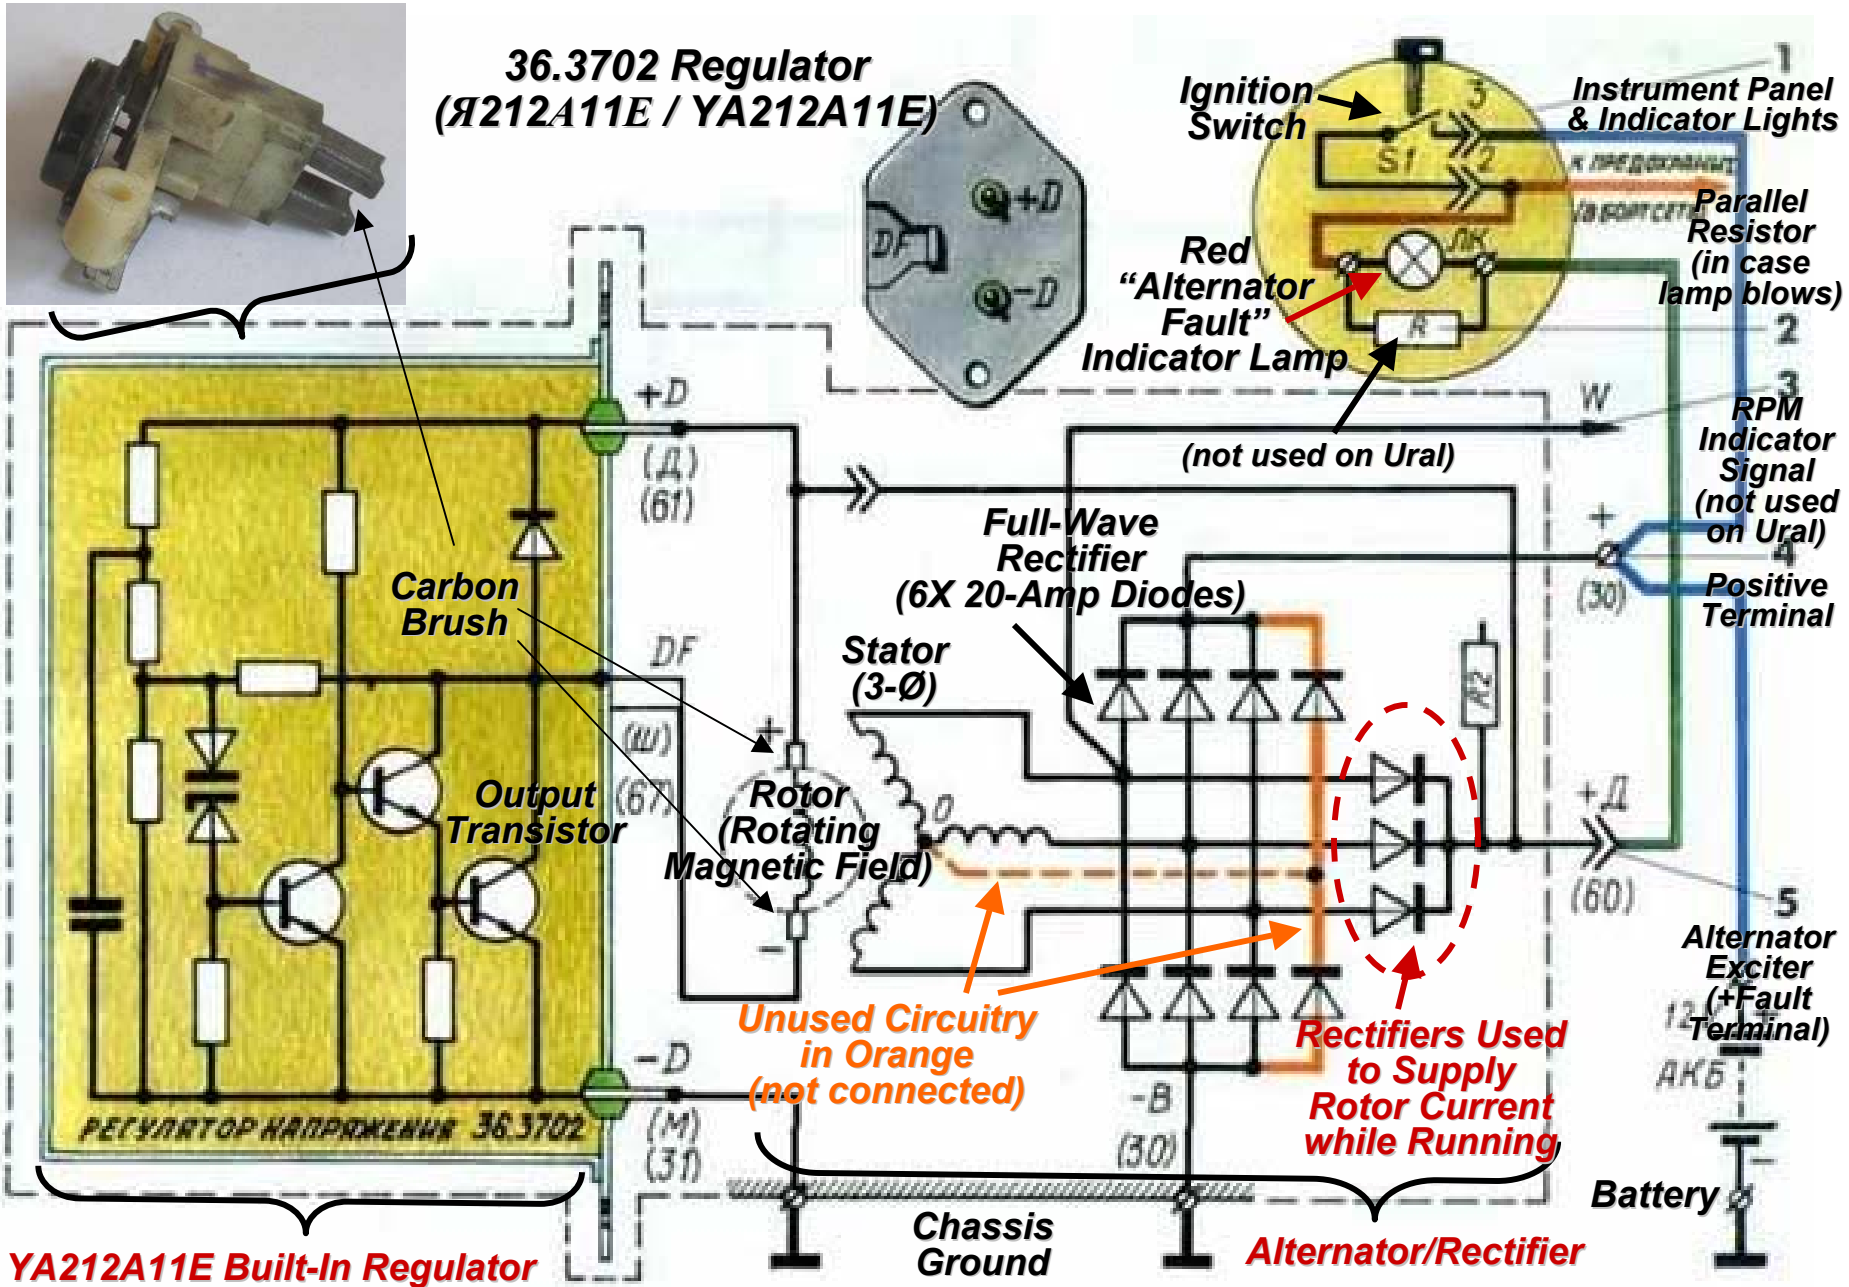 36.3702 Regulator
(Я212А11Е / YA212A11E)
Ignition
Switch
1
Instrument Panel
& Indicator Lights
3
S1
2
К ПРЕДОХРАНИТ
/В БОРТСЕТЬ
Parallel
Resistor
(in case
lamp blows)
ЛК
Red
“Alternator
Fault”
Indicator Lamp
R
2
+D
DF
-D
(not used on Ural)
W
3
RPM
Indicator
Signal
(not used
on Ural)
+
4
(30)
Positive
Terminal
+D
(Д)
(61)
Full-Wave
Rectifier
(6X 20-Amp Diodes)
Carbon
Brush
DF
(Ш)
(67)
Stator
(3-Ø)
R2
+
Output
Transistor
Rotor
(Rotating
Magnetic Field)
-
0
+Д
(60)
5
Alternator
Exciter
(+Fault
Terminal)
Unused Circuitry
in Orange
(not connected)
Rectifiers Used
to Supply
Rotor Current
while Running
+
АКБ
-
-D
(М)
(31)
-В
(30)
РЕГУЛЯТОР НАПРЯЖЕНИЯ 36.3702
Battery
Chassis
Ground
YA212A11E Built-In Regulator
Alternator/Rectifier